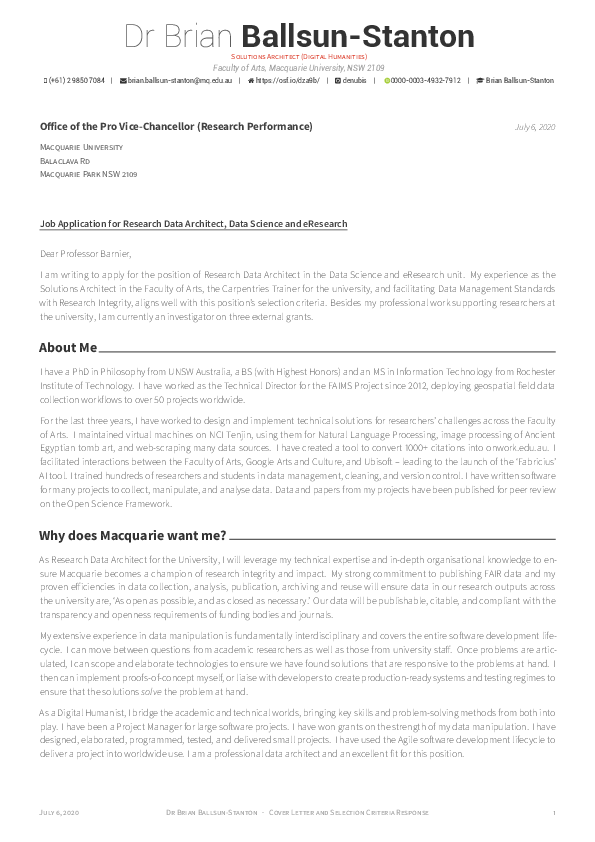 Dr Brian Ballsun-Stanton
Solutions Architect (Digital Humanities)
Faculty of Arts, Macquarie University, NSW 2109
(+61) 2 9850 7084 | brian.ballsun-stanton@mq.edu.au | https://osf.io/dza9b/ | denubis | 0000-0003-4932-7912 | Brian Ballsun-Stanton
Office of the Pro Vice-Chancellor (Research Performance)
July 6, 2020
Macquarie University
Balaclava Rd
Macquarie Park NSW 2109
Job Application for Research Data Architect, Data Science and eResearch
Dear Professor Barnier,
I am writing to apply for the position of Research Data Architect in the Data Science and eResearch unit. My experience as the
Solutions Architect in the Faculty of Arts, the Carpentries Trainer for the university, and facilitating Data Management Standards
with Research Integrity, aligns well with this position's selection criteria. Besides my professional work supporting researchers at
the university, I am currently an investigator on three external grants.
About Me
I have a PhD in Philosophy from UNSW Australia, a BS (with Highest Honors) and an MS in Information Technology from Rochester
Institute of Technology. I have worked as the Technical Director for the FAIMS Project since 2012, deploying geospatial field data
collection workflows to over 50 projects worldwide.
For the last three years, I have worked to design and implement technical solutions for researchers' challenges across the Faculty
of Arts. I maintained virtual machines on NCI Tenjin, using them for Natural Language Processing, image processing of Ancient
Egyptian tomb art, and web-scraping many data sources. I have created a tool to convert 1000+ citations into onwork.edu.au. I
facilitated interactions between the Faculty of Arts, Google Arts and Culture, and Ubisoft – leading to the launch of the 'Fabricius'
AI tool. I trained hundreds of researchers and students in data management, cleaning, and version control. I have written software
for many projects to collect, manipulate, and analyse data. Data and papers from my projects have been published for peer review
on the Open Science Framework.
Why does Macquarie want me?
As Research Data Architect for the University, I will leverage my technical expertise and in-depth organisational knowledge to en-
sure Macquarie becomes a champion of research integrity and impact. My strong commitment to publishing FAIR data and my
proven efficiencies in data collection, analysis, publication, archiving and reuse will ensure data in our research outputs across
the university are, 'As open as possible, and as closed as necessary.' Our data will be publishable, citable, and compliant with the
transparency and openness requirements of funding bodies and journals.
My extensive experience in data manipulation is fundamentally interdisciplinary and covers the entire software development life-
cycle. I can move between questions from academic researchers as well as those from university staff. Once problems are artic-
ulated, I can scope and elaborate technologies to ensure we have found solutions that are responsive to the problems at hand. I
then can implement proofs-of-concept myself, or liaise with developers to create production-ready systems and testing regimes to
ensure that the solutions solve the problem at hand.
As a Digital Humanist, I bridge the academic and technical worlds, bringing key skills and problem-solving methods from both into
play. I have been a Project Manager for large software projects. I have won grants on the strength of my data manipulation. I have
designed, elaborated, programmed, tested, and delivered small projects. I have used the Agile software development lifecycle to
deliver a project into worldwide use. I am a professional data architect and an excellent fit for this position.
July 6, 2020 Dr Brian Ballsun-Stanton · Cover Letter and Selection Criteria Response 1